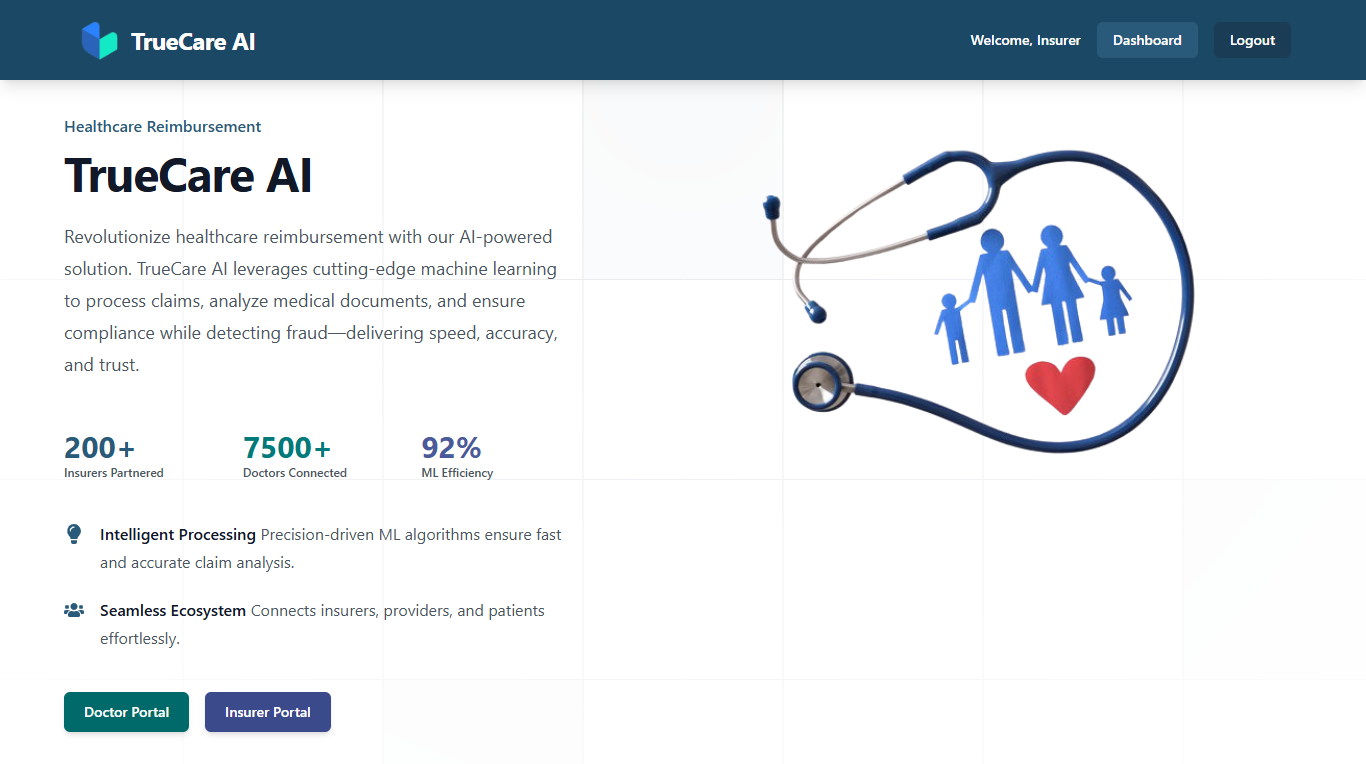 TrueCare AI
Welcome, Insurer
Dashboard
Logout
Healthcare Reimbursement
TrueCare AI
Revolutionize healthcare reimbursement with our AI-powered
solution. TrueCare AI leverages cutting-edge machine learning
to process claims, analyze medical documents, and ensure
compliance while detecting fraud—delivering speed, accuracy,
and trust.
200+
Insurers Partnered
7500+
Doctors Connected
92%
ML Efficiency
Intelligent Processing Precision-driven ML algorithms ensure fast
and accurate claim analysis.
Seamless Ecosystem Connects insurers, providers, and patients
effortlessly.
Doctor Portal
Insurer Portal